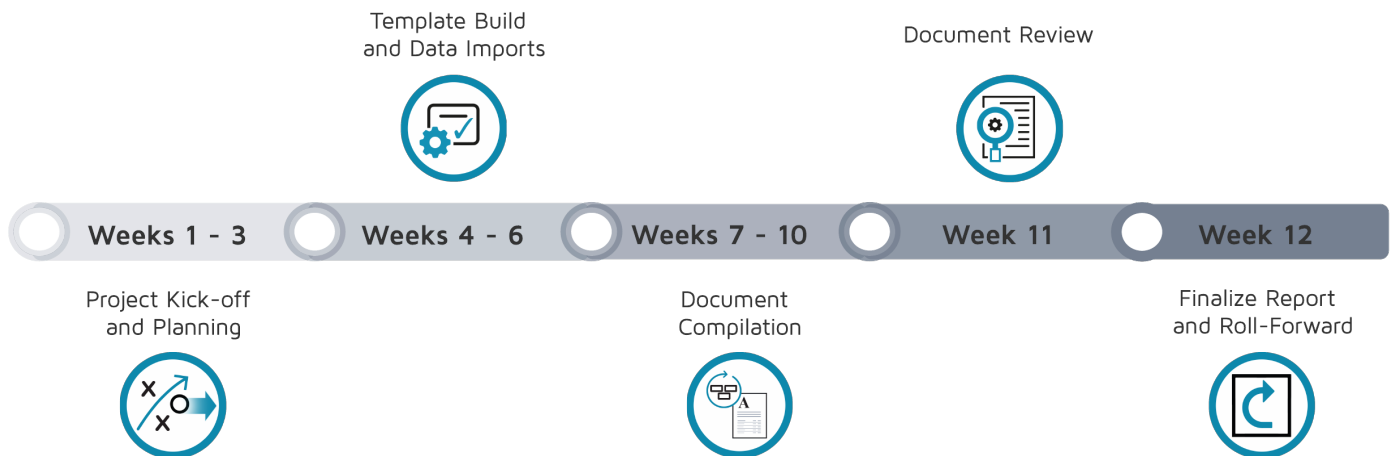 Template Build
and Data Imports
Document Review
Weeks 1 - 3
Weeks 4 - 6
Weeks 7 - 10
Week 11
Week 12
Project Kick-off
and Planning
Document
Compilation
A
Finalize Report
and Roll-Forward